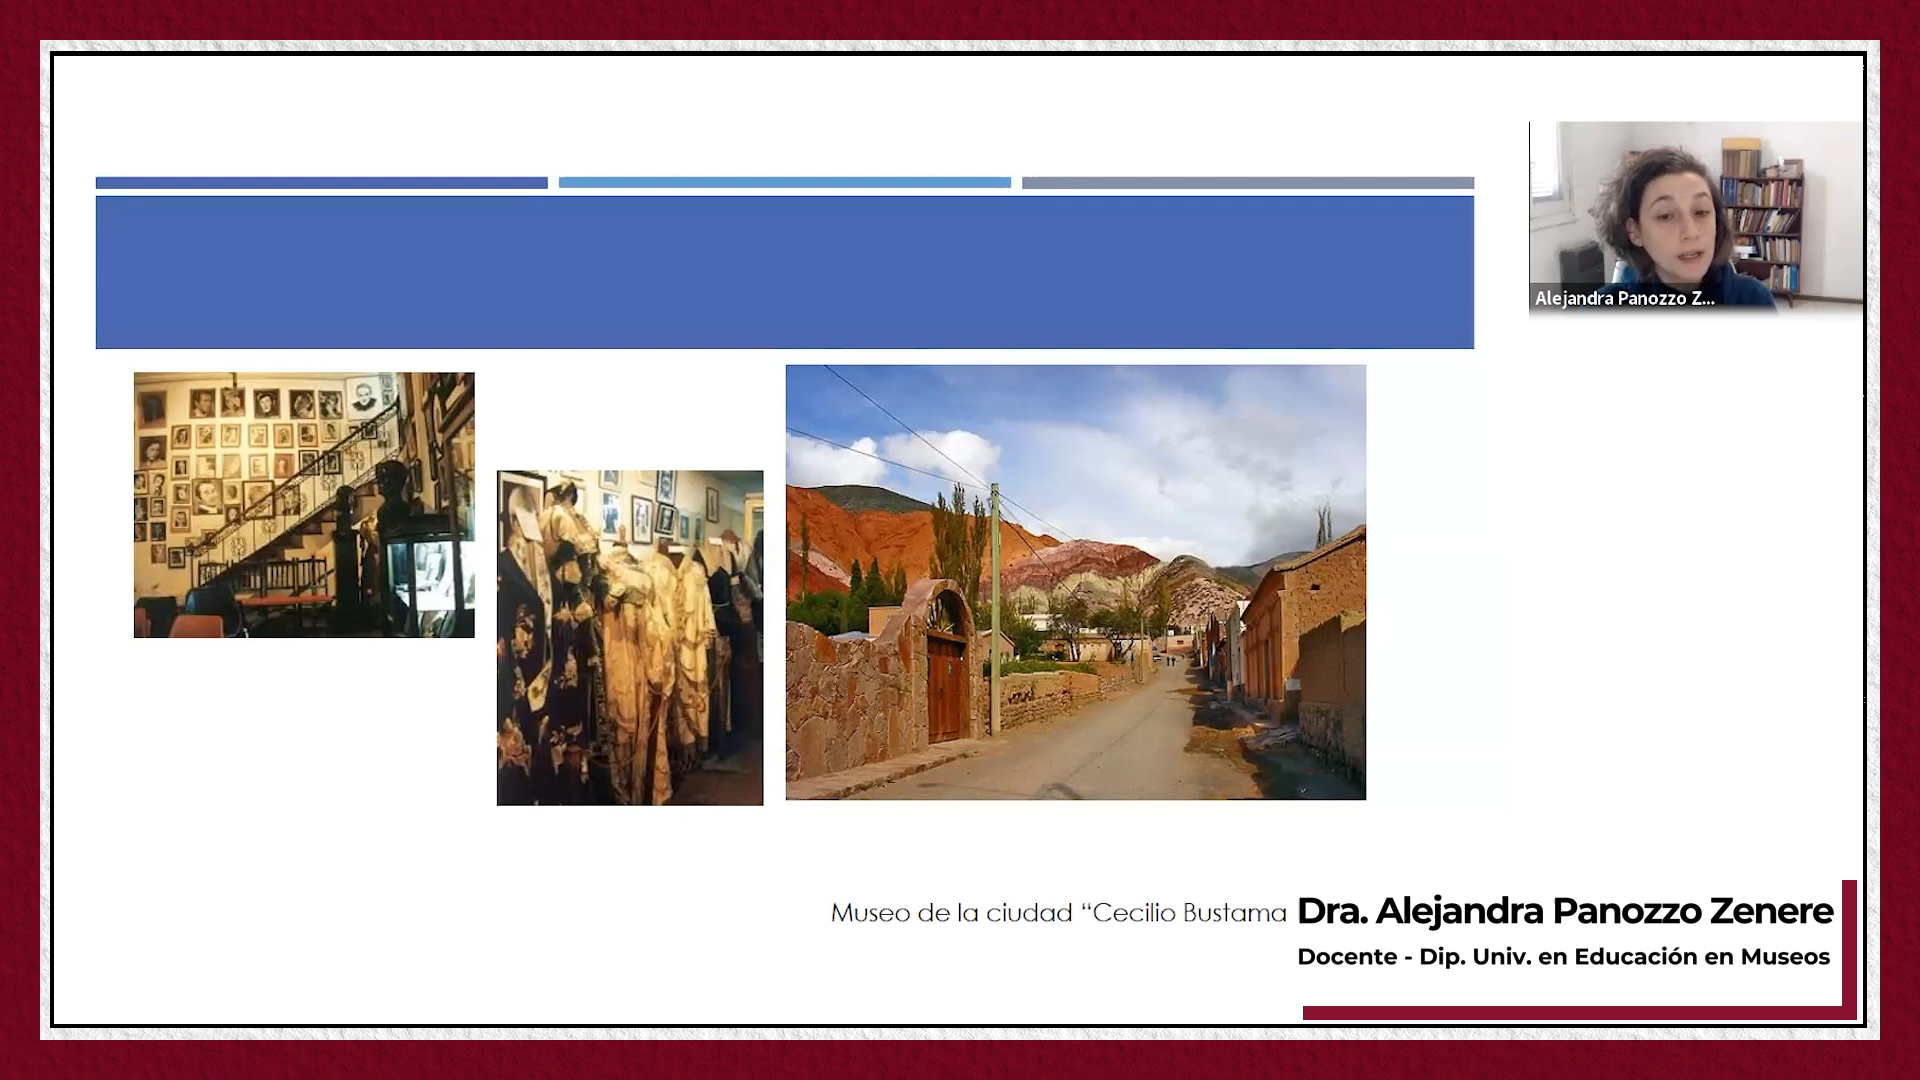 Alejandra Panozzo Z...
Museo de la ciudad “Cecilio Bustama
Dra. Alejandra Panozzo Zenere
Docente - Dip. Univ. en Educación en Museos